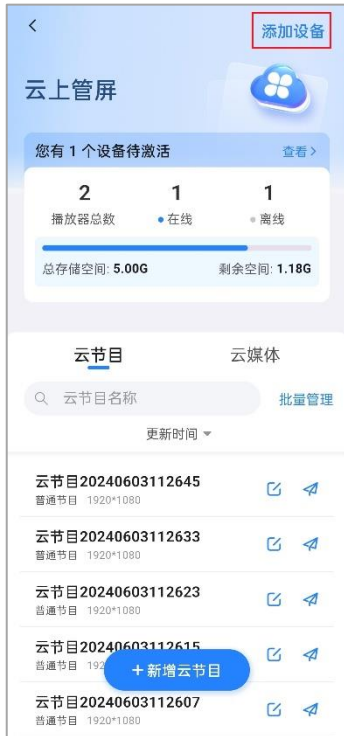 添加设备
云上管屏
您有 1 个设备待激活 查看>
2 1 1
播放器总数 在线 离线
总存储空间: 5.00G 剩余空间: 1.18G
云节目 云媒体
云节目名称 批量管理
更新时间
云节目20240603112645
普通节目 1920*1080
云节目20240603112633
普通节目 1920*1080
云节目20240603112623
普通节目 1920*1080
云节目20240603112615
普通节目 192
+新增云节目
云节目20240603112607
普通节目 1920*1080